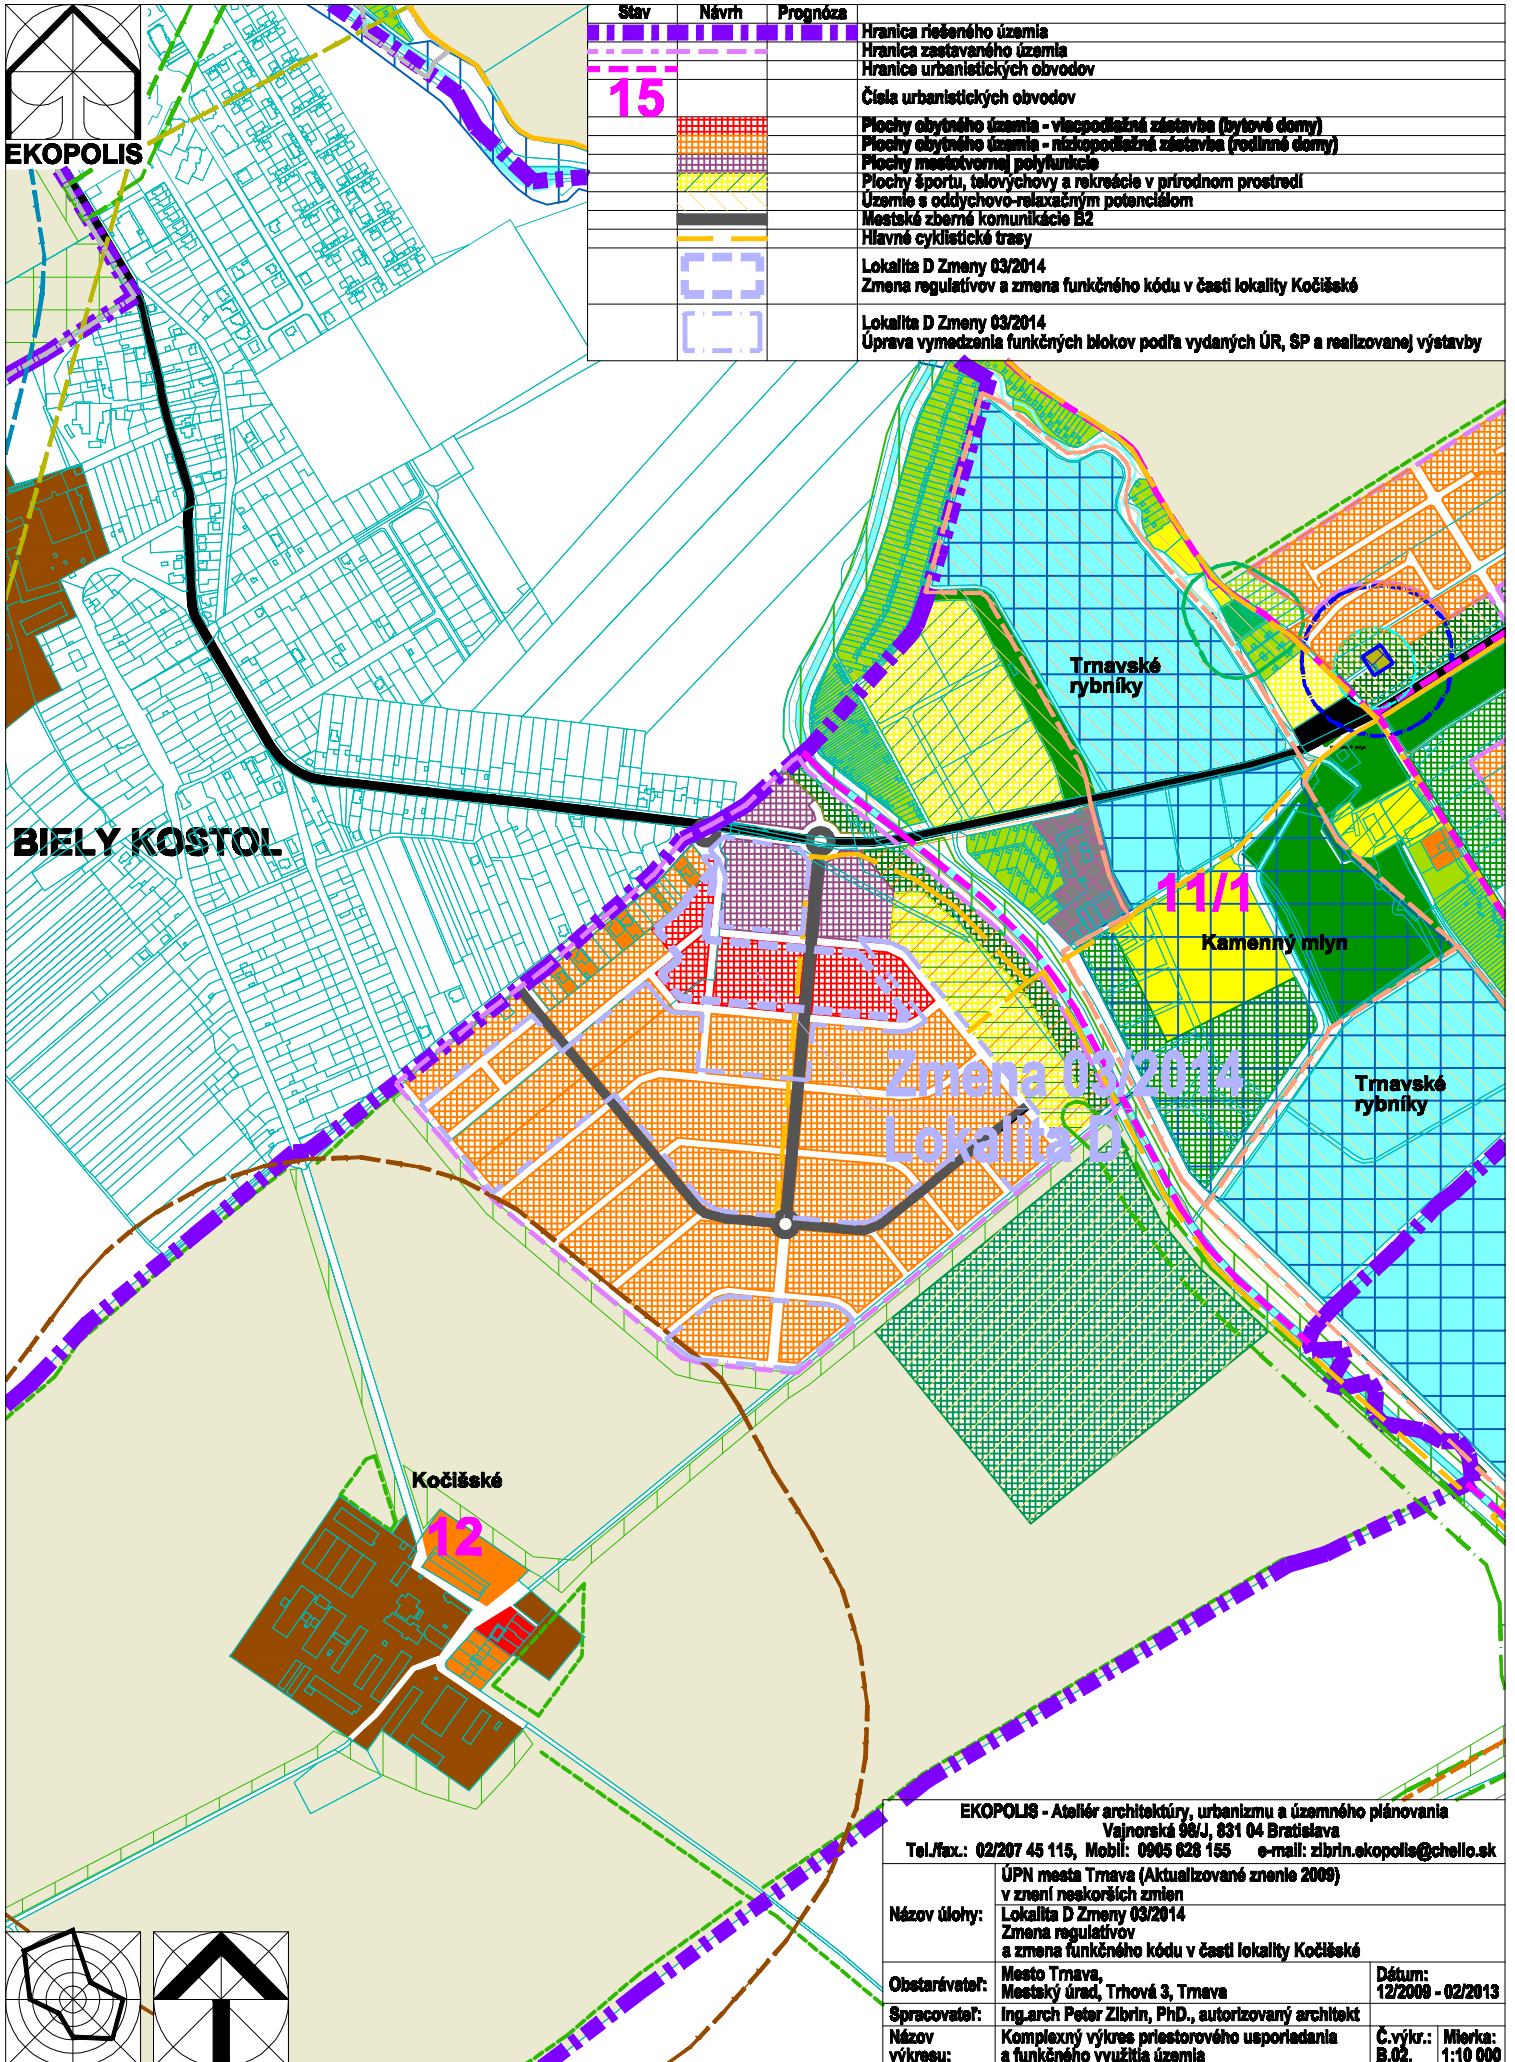 EKOPOLIS
Stav Návrh Prognóza
Hranica riešeného územia
Hranica zastavaného územia
Hranice urbanistických obvodov
15
Čísla urbanistických obvodov
Plochy obytného územia - viacpodlažná zástavba (bytové domy)
Plochy obytného územia - nízkopodlažná zástavba (rodinné domy)
Plochy mestotvornej polyfunkcie
Plochy športu, telovýchovy a rekreácie v prírodnom prostredí
Územie s oddychovo-relaxačným potenciálom
Mestské zberné komunikácie B2
Hlavné cyklistické trasy
Lokalita D Zmeny 03/2014
Zmena regulatívov a zmena funkčného kódu v časti lokality Kočišské
Lokalita D Zmeny 03/2014
Úprava vymedzenia funkčných blokov podľa vydaných ÚR, SP a realizovanej výstavby
Trnavské
rybníky
BIELY KOSTOL
11/1
Kamenný mlyn
Zmena 03/2014
Lokalita D
Trnavské
rybníky
Kočišské
12
EKOPOLIS - Ateliér architektúry, urbanizmu a územného plánovania
Vajnorská 98/J, 831 04 Bratislava
Tel./fax.: 02/207 45 115, Mobil: 0905 628 155 e-mail: zibrin.ekopolis@chello.sk
Názov úlohy:
ÚPN mesta Trnava (Aktualizované znenie 2009)
v znení neskorších zmien
Lokalita D Zmeny 03/2014
Zmena regulatívov
a zmena funkčného kódu v časti lokality Kočišské
Obstarávateľ:
Mesto Trnava,
Mestský úrad, Trhová 3, Trnava
Dátum:
12/2009 - 02/2013
Spracovateľ: Ing.arch Peter Zibrin, PhD., autorizovaný architekt
Názov
výkresu:
Komplexný výkres priestorového usporiadania
a funkčného využitia územia
Č.výkr.:
B.02.
Mierka:
1:10 000